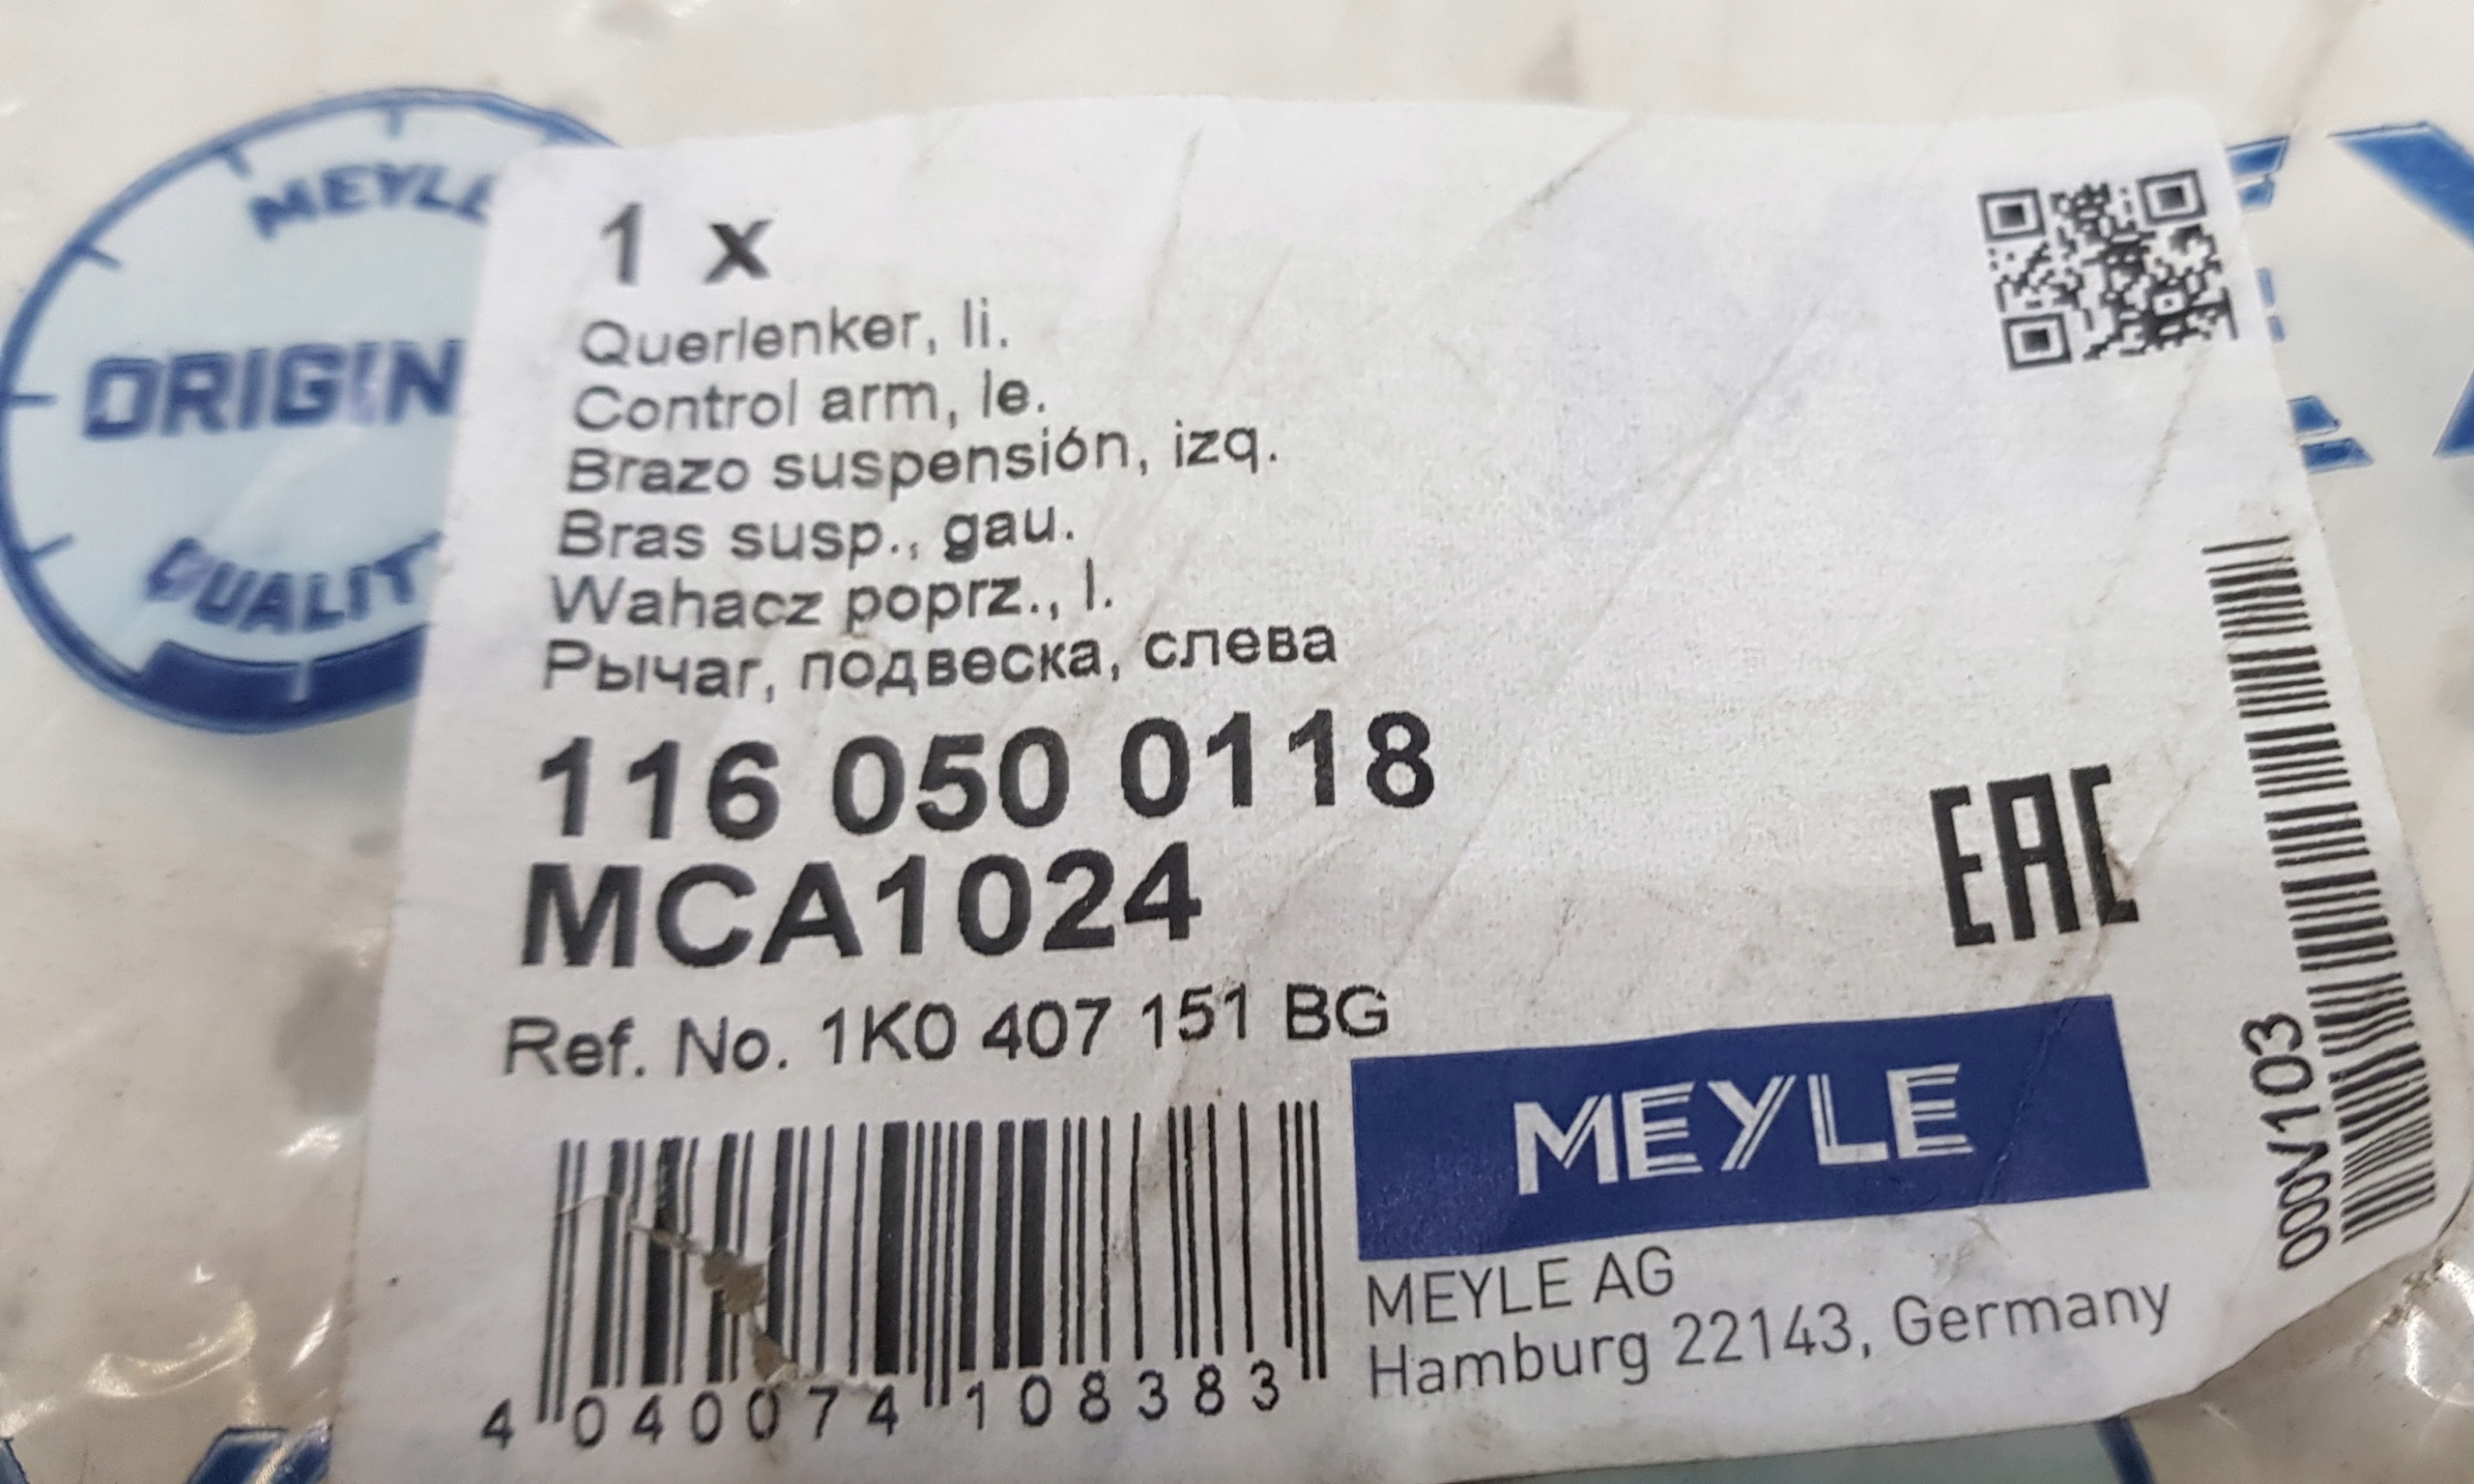 MEYLE
ORIGIN
QUALIT
1 x
Querlenker, li.
Control arm, le.
Brazo suspensión, izq.
Bras susp., gau.
Wahacz poprz., l.
Рычаг, подвеска, слева
116 050 0118
MCA1024
Ref. No. 1K0 407 151 BG
EAC
MEYLE
MEYLE AG
Hamburg 22143, Germany
4 040074 108383
000V103